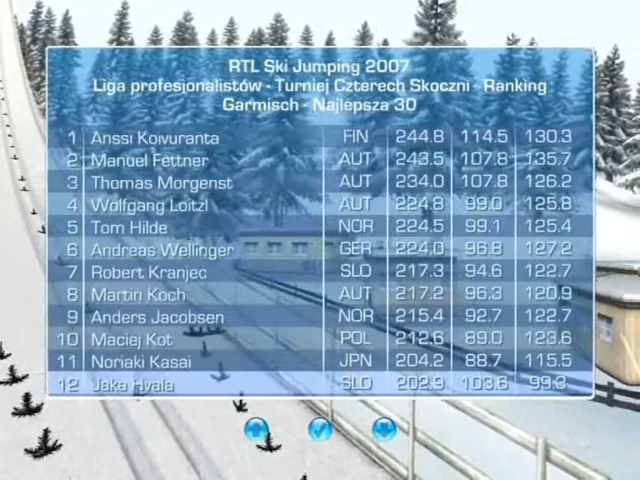 RTL Ski Jumping 2007
Liga profesjonalistów - Turniej Czterech Skoczni - Ranking
Garmisch - Najlepsza 30
1 Anssi Koivuranta FIN 244.8 114.5 130.3
2 Manuel Fettner AUT 243.5 107.8 135.7
3 Thomas Morgenst AUT 234.0 107.8 126.2
4 Wolfgang Loitzl AUT 224.8 99.0 125.8
5 Tom Hilde NOR 224.5 99.1 125.4
6 Andreas Wellinger GER 224.0 96.8 127.2
7 Robert Kranjec SLO 217.3 94.6 122.7
8 Martin Koch AUT 217.2 96.3 120.9
9 Anders Jacobsen NOR 215.4 92.7 122.7
10 Maciej Kot POL 212.6 89.0 123.6
11 Noriaki Kasai JPN 204.2 88.7 115.5
12 Jaka Hvala SLO 202.9 103.6 99.3